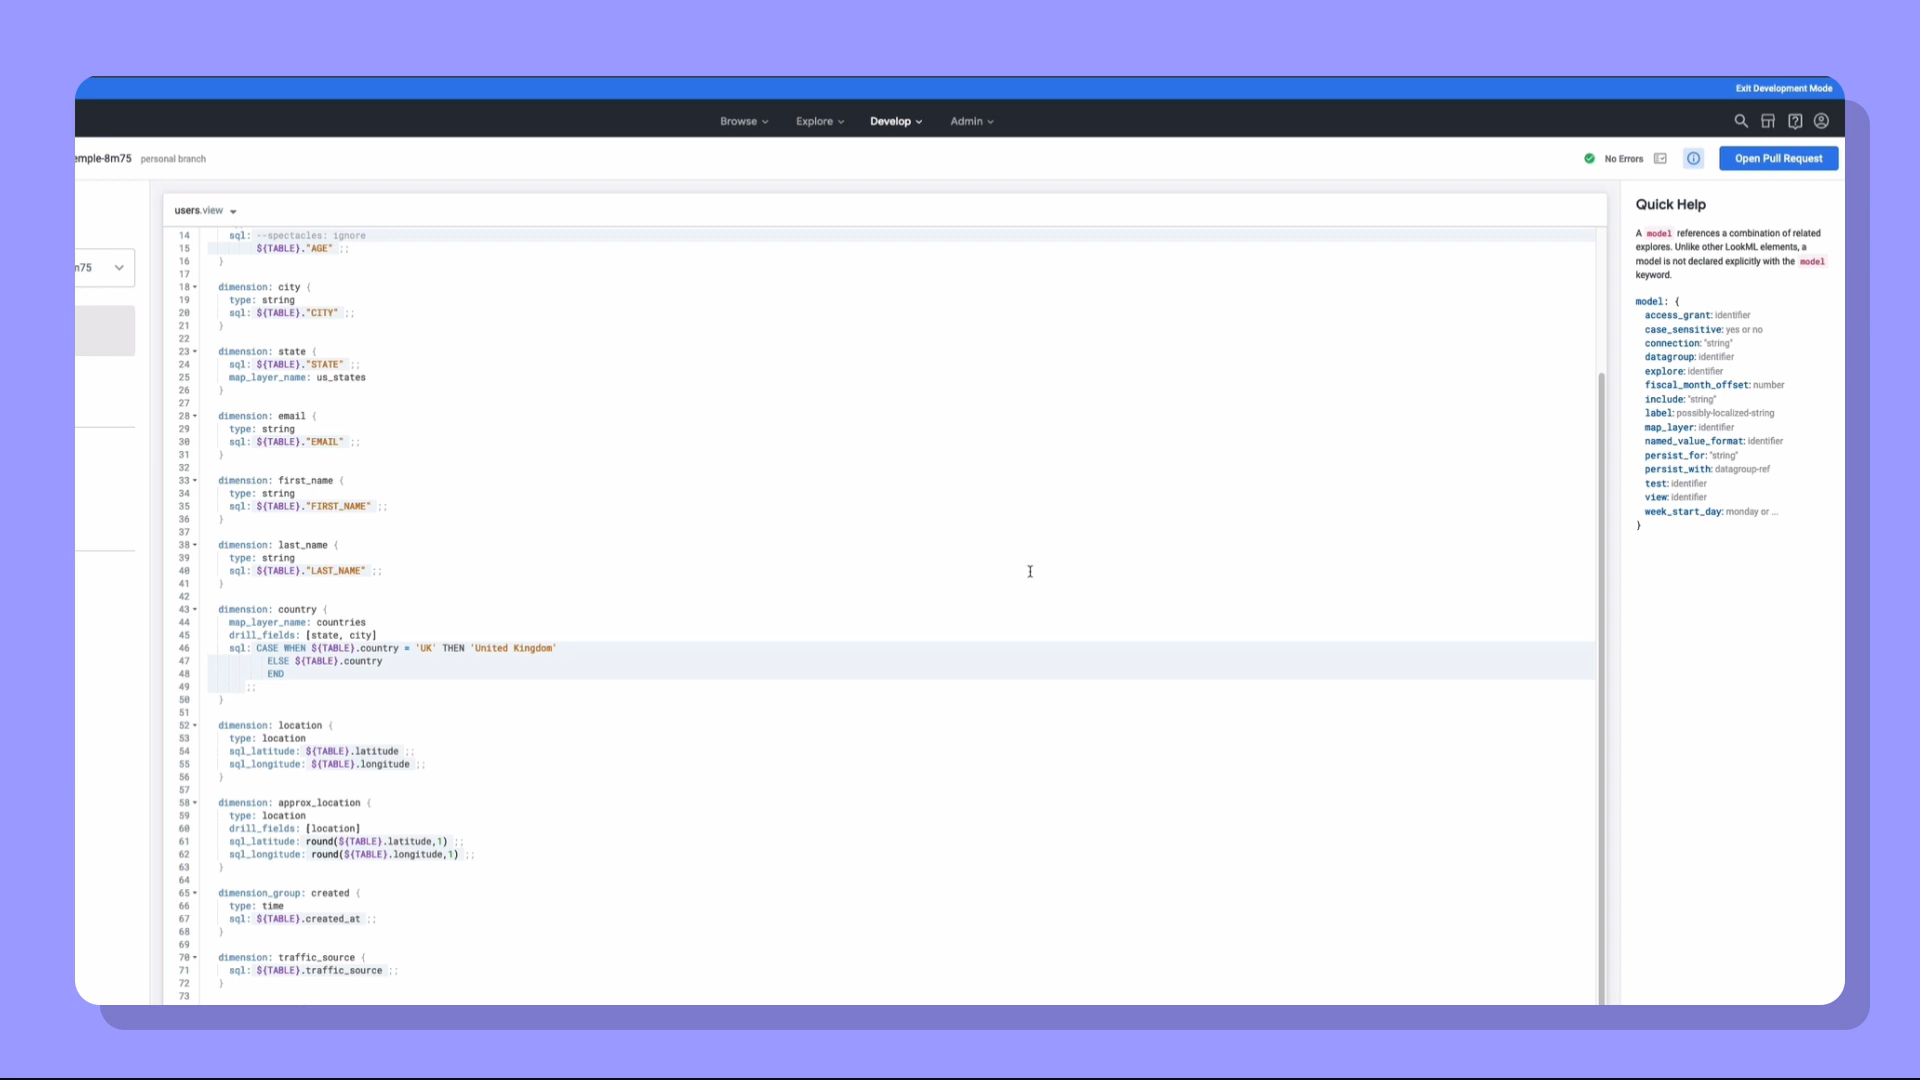 Exit Development Mode
Browse Explore Develop Admin
emple-8m75 personal branch
No Errors
Open Pull Request
m75
users.view
14 sql: --spectacles: ignore
15 ${TABLE}."AGE" ;;
16 }
17
18 dimension: city {
19 type: string
20 sql: ${TABLE}."CITY" ;;
21 }
22
23 dimension: state {
24 sql: ${TABLE}."STATE" ;;
25 map_layer_name: us_states
26 }
27
28 dimension: email {
29 type: string
30 sql: ${TABLE}."EMAIL" ;;
31 }
32
33 dimension: first_name {
34 type: string
35 sql: ${TABLE}."FIRST_NAME" ;;
36 }
37
38 dimension: last_name {
39 type: string
40 sql: ${TABLE}."LAST_NAME" ;;
41 }
42
43 dimension: country {
44 map_layer_name: countries
45 drill_fields: [state, city]
46 sql: CASE WHEN ${TABLE}.country = 'UK' THEN 'United Kingdom'
47 ELSE ${TABLE}.country
48 END
49 ;;
50 }
51
52 dimension: location {
53 type: location
54 sql_latitude: ${TABLE}.latitude ;;
55 sql_longitude: ${TABLE}.longitude ;;
56 }
57
58 dimension: approx_location {
59 type: location
60 drill_fields: [location]
61 sql_latitude: round(${TABLE}.latitude,1) ;;
62 sql_longitude: round(${TABLE}.longitude,1) ;;
63 }
64
65 dimension_group: created {
66 type: time
67 sql: ${TABLE}.created_at ;;
68 }
69
70 dimension: traffic_source {
71 sql: ${TABLE}.traffic_source ;;
72 }
73
Quick Help
A model references a combination of related
explores. Unlike other LookML elements, a
model is not declared explicitly with the model
keyword.
model: {
access_grant: identifier
case_sensitive: yes or no
connection: "string"
datagroup: identifier
explore: identifier
fiscal_month_offset: number
include: "string"
label: possibly-localized-string
map_layer: identifier
named_value_format: identifier
persist_for: "string"
persist_with: datagroup-ref
test: identifier
view: identifier
week_start_day: monday or ...
}